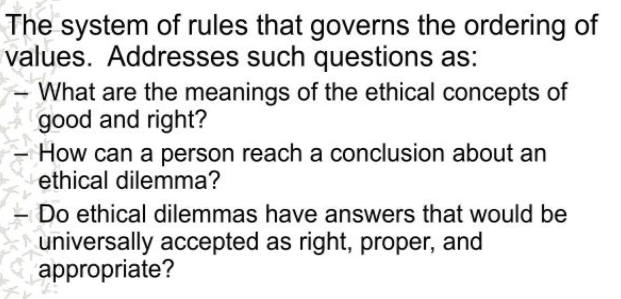 The system of rules that governs the ordering of
values.  Addresses such questions as:
– What are the meanings of the ethical concepts of
good and right?
– How can a person reach a conclusion about an
ethical dilemma?
– Do ethical dilemmas have answers that would be
universally accepted as right, proper, and
appropriate?